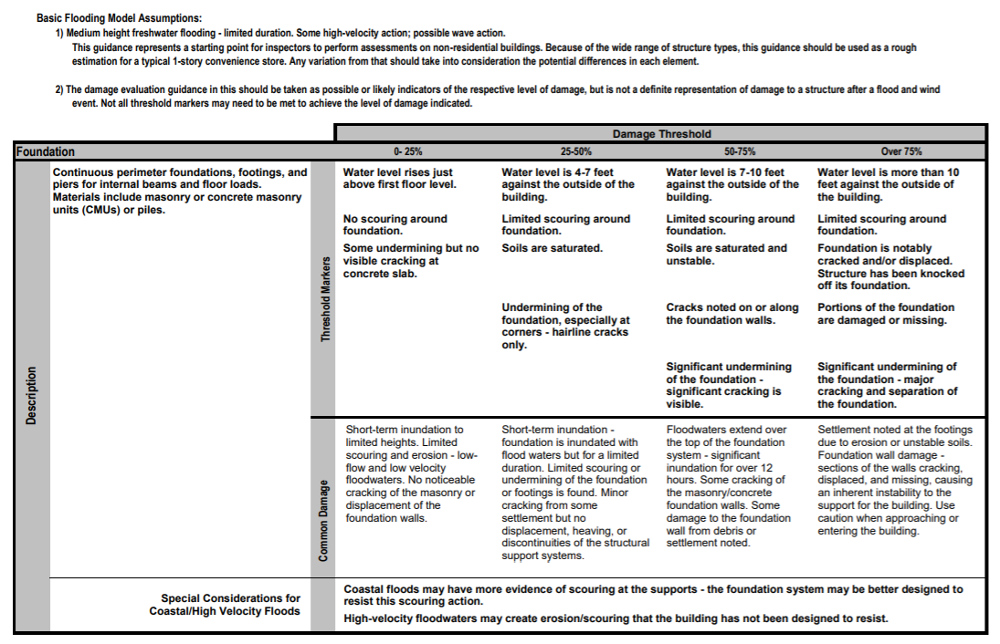 Basic Flooding Model Assumptions:
1) Medium height freshwater flooding - limited duration. Some high-velocity action; possible wave action.
This guidance represents a starting point for inspectors to perform assessments on non-residential buildings. Because of the wide range of structure types, this guidance should be used as a rough
estimation for a typical 1-story convenience store. Any variation from that should take into consideration the potential differences in each element.
2) The damage evaluation guidance in this should be taken as possible or likely indicators of the respective level of damage, but is not a definite representation of damage to a structure after a flood and wind
event. Not all threshold markers may need to be met to achieve the level of damage indicated.
Damage Threshold
Foundation
0- 25%
25-50%
50-75%
Over 75%
Description
Continuous perimeter foundations, footings, and
piers for internal beams and floor loads.
Materials include masonry or concrete masonry
units (CMUs) or piles.
Threshold Markers
Water level rises just
above first floor level.
Water level is 4-7 feet
against the outside of the
building.
Water level is 7-10 feet
against the outside of the
building.
Water level is more than 10
feet against the outside of
the building.
No scouring around
foundation.
Limited scouring around
foundation.
Limited scouring around
foundation.
Limited scouring around
foundation.
Some undermining but no
visible cracking at
concrete slab.
Soils are saturated.
Soils are saturated and
unstable.
Foundation is notably
cracked and/or displaced.
Structure has been knocked
off its foundation.
Undermining of the
foundation, especially at
corners - hairline cracks
only.
Cracks noted on or along
the foundation walls.
Portions of the foundation
are damaged or missing.
Significant undermining
of the foundation -
significant cracking is
visible.
Significant undermining of
the foundation - major
cracking and separation of
the foundation.
Common Damage
Short-term inundation to
limited heights. Limited
scouring and erosion - low-
flow and low velocity
floodwaters. No noticeable
cracking of the masonry or
displacement of the
foundation walls.
Short-term inundation -
foundation is inundated with
flood waters but for a limited
duration. Limited scouring or
undermining of the foundation
or footings is found. Minor
cracking from some
settlement but no
displacement, heaving, or
discontinuities of the structural
support systems.
Floodwaters extend over
the top of the foundation
system - significant
inundation for over 12
hours. Some cracking of
the masonry/concrete
foundation walls. Some
damage to the foundation
wall from debris or
settlement noted.
Settlement noted at the footings
due to erosion or unstable soils.
Foundation wall damage -
sections of the walls cracking,
displaced, and missing, causing
an inherent instability to the
support for the building. Use
caution when approaching or
entering the building.
Special Considerations for
Coastal/High Velocity Floods
Coastal floods may have more evidence of scouring at the supports - the foundation system may be better designed to
resist this scouring action.
High-velocity floodwaters may create erosion/scouring that the building has not been designed to resist.